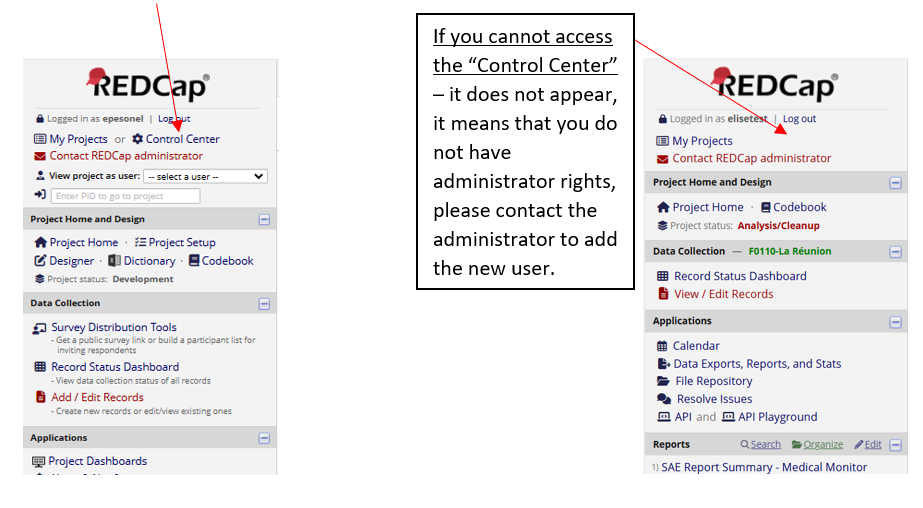 REDCap®
Logged in as epesonel | Log out
My Projects or Control Center
Contact REDCap administrator
View project as user: -- select a user --
Enter PID to go to project
Project Home and Design
Project Home · Project Setup
Designer · Dictionary · Codebook
Project status: Development
Data Collection
Survey Distribution Tools
- Get a public survey link or build a participant list for
inviting respondents
Record Status Dashboard
- View data collection status of all records
Add / Edit Records
- Create new records or edit/view existing ones
Applications
Project Dashboards
If you cannot access
the “Control Center”
– it does not appear,
it means that you do
not have
administrator rights,
please contact the
administrator to add
the new user.
REDCap®
Logged in as elisetest | Log out
My Projects
Contact REDCap administrator
Project Home and Design
Project Home · Codebook
Project status: Analysis/Cleanup
Data Collection — F0110-La Réunion
Record Status Dashboard
View / Edit Records
Applications
Calendar
Data Exports, Reports, and Stats
File Repository
Resolve Issues
API and API Playground
Reports Search Organize Edit
1) SAE Report Summary - Medical Monitor